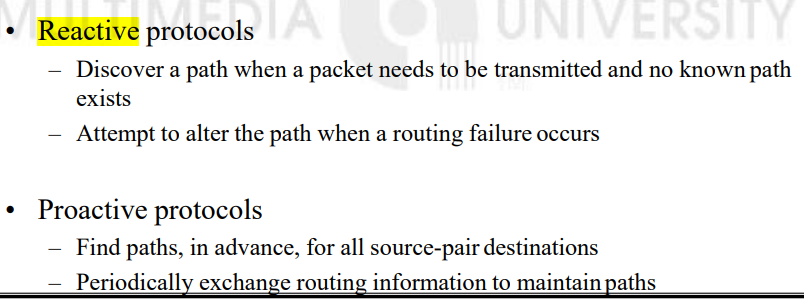 MULTIMEDIA UNIVERSITY
• Reactive protocols
– Discover a path when a packet needs to be transmitted and no known path
exists
– Attempt to alter the path when a routing failure occurs
• Proactive protocols
– Find paths, in advance, for all source-pair destinations
– Periodically exchange routing information to maintain paths